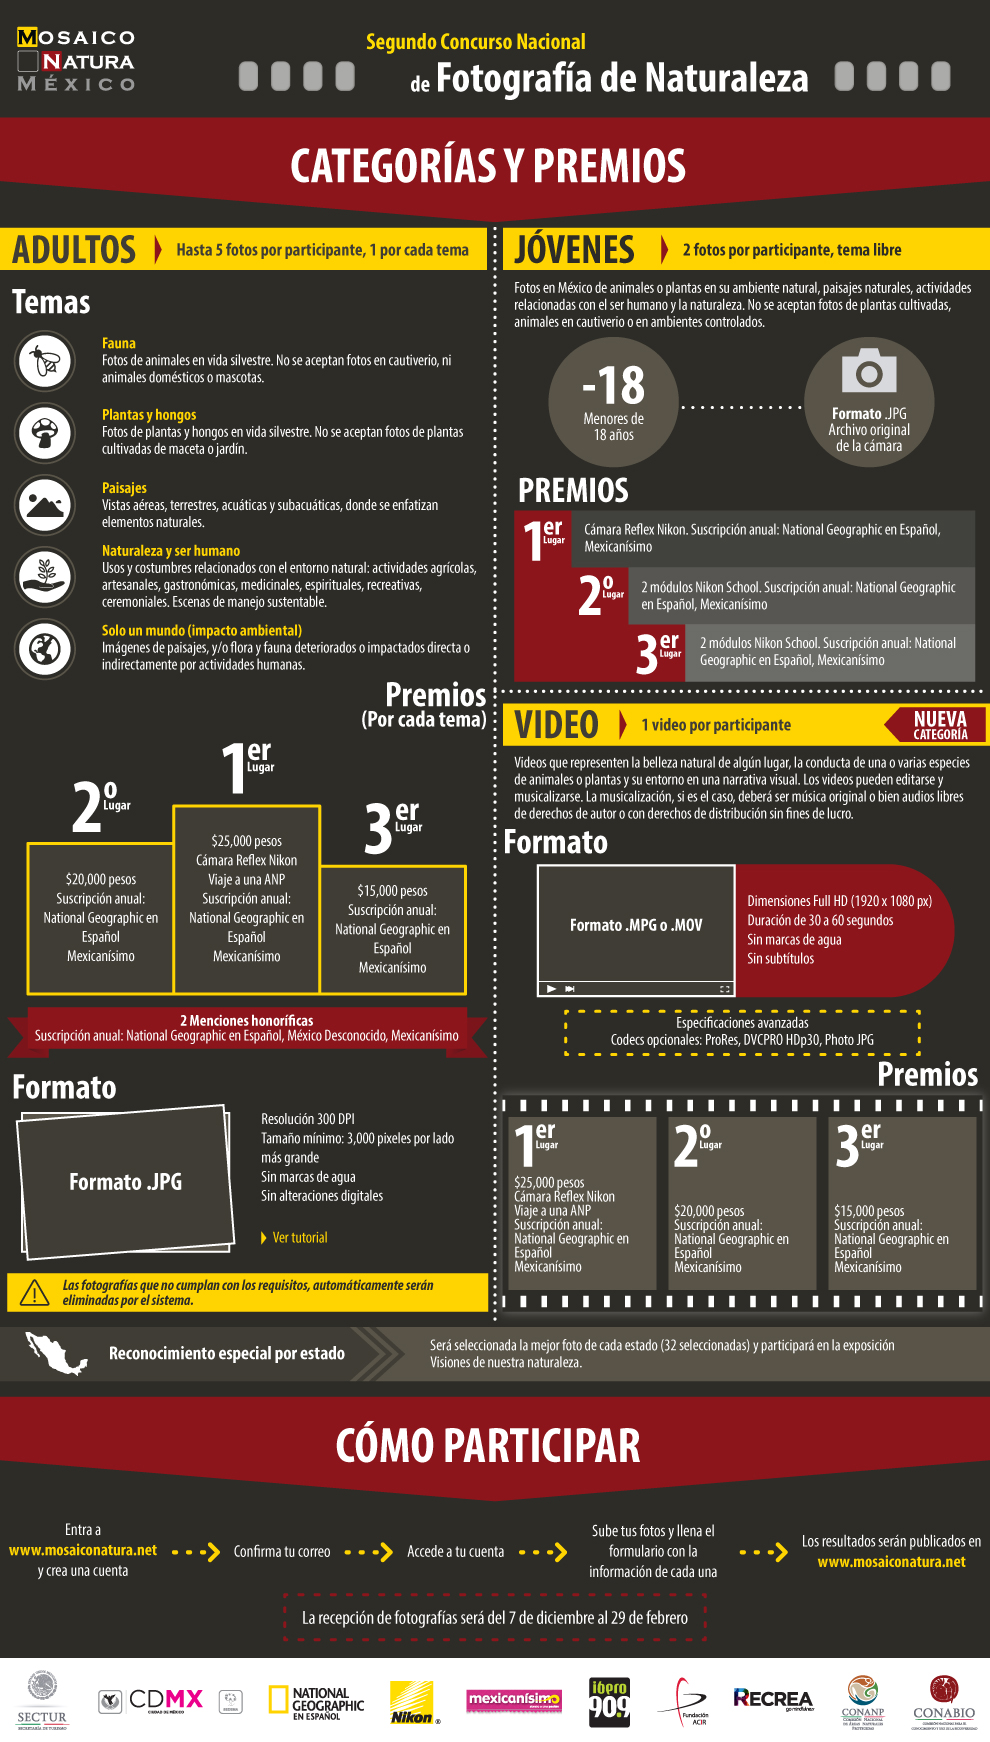 MOSAICO
NATURA
MÉXICO
Segundo Concurso Nacional
de Fotografía de Naturaleza
CATEGORÍAS Y PREMIOS
ADULTOS
Hasta 5 fotos por participante, 1 por cada tema
Temas
Fauna
Fotos de animales en vida silvestre. No se aceptan fotos en cautiverio, ni
animales domésticos o mascotas.
Plantas y hongos
Fotos de plantas y hongos en vida silvestre. No se aceptan fotos de plantas
cultivadas de maceta o jardín.
Paisajes
Vistas aéreas, terrestres, acuáticas y subacuáticas, donde se enfatizan
elementos naturales.
Naturaleza y ser humano
Usos y costumbres relacionados con el entorno natural: actividades agrícolas,
artesanales, gastronómicas, medicinales, espirituales, recreativas,
ceremoniales. Escenas de manejo sustentable.
Solo un mundo (impacto ambiental)
Imágenes de paisajes, y/o flora y fauna deteriorados o impactados directa o
indirectamente por actividades humanas.
Premios
(Por cada tema)
2º Lugar
$20,000 pesos
Suscripción anual:
National Geographic en
Español
Mexicanísimo
1er Lugar
$25,000 pesos
Cámara Reflex Nikon
Viaje a una ANP
Suscripción anual:
National Geographic en
Español
Mexicanísimo
3er Lugar
$15,000 pesos
Suscripción anual:
National Geographic en
Español
Mexicanísimo
2 Menciones honoríficas
Suscripción anual: National Geographic en Español, México Desconocido, Mexicanísimo
Formato
Formato .JPG
Resolución 300 DPI
Tamaño mínimo: 3,000 pixeles por lado
más grande
Sin marcas de agua
Sin alteraciones digitales
Ver tutorial
Las fotografías que no cumplan con los requisitos, automáticamente serán
eliminadas por el sistema.
JÓVENES
2 fotos por participante, tema libre
Fotos en México de animales o plantas en su ambiente natural, paisajes naturales, actividades
relacionadas con el ser humano y la naturaleza. No se aceptan fotos de plantas cultivadas,
animales en cautiverio o en ambientes controlados.
-18
Menores de
18 años
Formato .JPG
Archivo original
de la cámara
PREMIOS
1er Lugar
Cámara Reflex Nikon. Suscripción anual: National Geographic en Español,
Mexicanísimo
2º Lugar
2 módulos Nikon School. Suscripción anual: National Geographic
en Español, Mexicanísimo
3er Lugar
2 módulos Nikon School. Suscripción anual: National
Geographic en Español, Mexicanísimo
VIDEO
1 video por participante
NUEVA
CATEGORÍA
Videos que representen la belleza natural de algún lugar, la conducta de una o varias especies
de animales o plantas y su entorno en una narrativa visual. Los videos pueden editarse y
musicalizarse. La musicalización, si es el caso, deberá ser música original o bien audios libres
de derechos de autor o con derechos de distribución sin fines de lucro.
Formato
Formato .MPG o .MOV
Dimensiones Full HD (1920 x 1080 px)
Duración de 30 a 60 segundos
Sin marcas de agua
Sin subtítulos
Especificaciones avanzadas
Codecs opcionales: ProRes, DVCPRO HDp30, Photo JPG
Premios
1er Lugar
$25,000 pesos
Cámara Reflex Nikon
Viaje a una ANP
Suscripción anual:
National Geographic en
Español
Mexicanísimo
2º Lugar
$20,000 pesos
Suscripción anual:
National Geographic en
Español
Mexicanísimo
3er Lugar
$15,000 pesos
Suscripción anual:
National Geographic en
Español
Mexicanísimo
Reconocimiento especial por estado
Será seleccionada la mejor foto de cada estado (32 seleccionadas) y participará en la exposición
Visiones de nuestra naturaleza.
CÓMO PARTICIPAR
Entra a
www.mosaiconatura.net
y crea una cuenta
Confirma tu correo
Accede a tu cuenta
Sube tus fotos y llena el
formulario con la
información de cada una
Los resultados serán publicados en
www.mosaiconatura.net
La recepción de fotografías será del 7 de diciembre al 29 de febrero
SECTUR
SECRETARÍA DE TURISMO
CDMX
CIUDAD DE MÉXICO
NATIONAL
GEOGRAPHIC
EN ESPAÑOL
Nikon
mexicanísimo
ibero
90.9
Fundación
ACIR
RECREA
CONANP
COMISIÓN NACIONAL
DE ÁREAS NATURALES
PROTEGIDAS
CONABIO